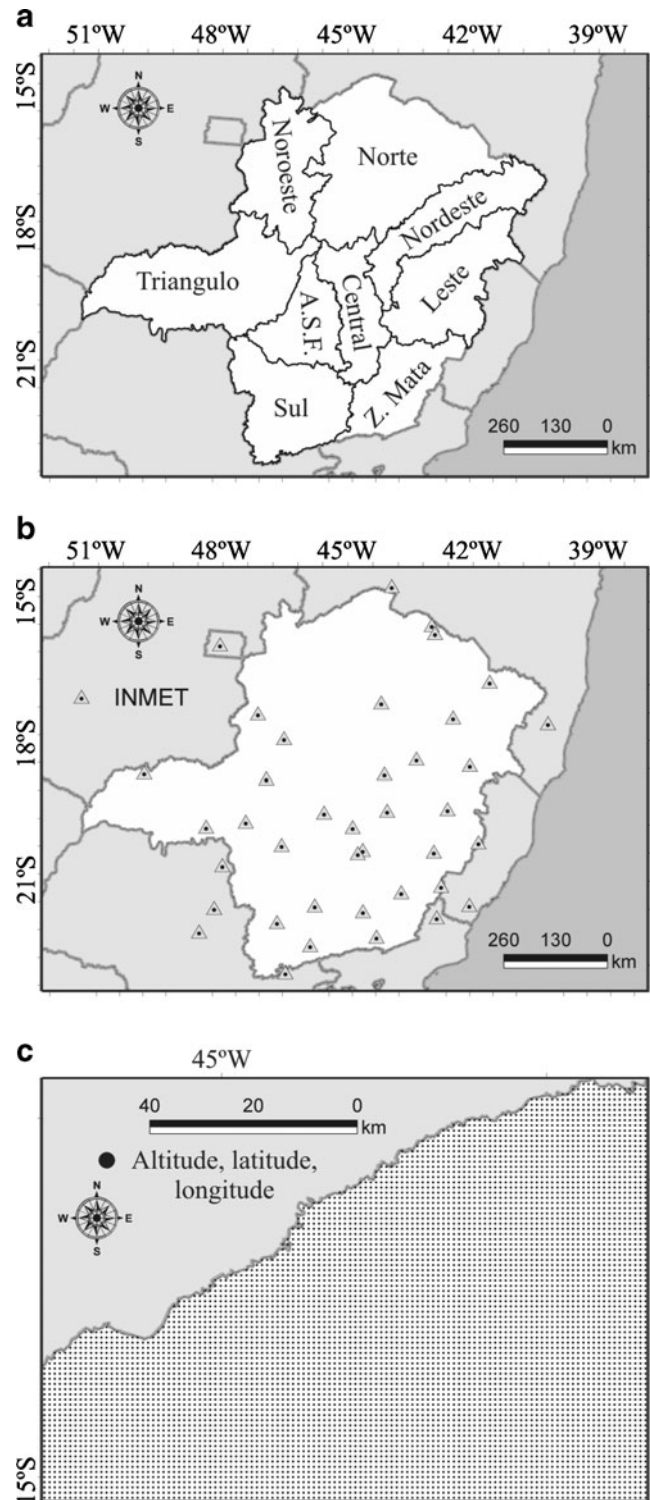 a
51ºW 48ºW 45ºW 42ºW 39ºW
15ºS
18ºS
21ºS
N
W E
S
Noroeste
Norte
Nordeste
Triangulo
A.S.F.
Central
Leste
Sul
Z. Mata
260 130 0
km
b
51ºW 48ºW 45ºW 42ºW 39ºW
15ºS
18ºS
21ºS
N
W E
S
INMET
260 130 0
km
c
45ºW
40 20 0
km
Altitude, latitude,
longitude
N
W E
S
15ºS